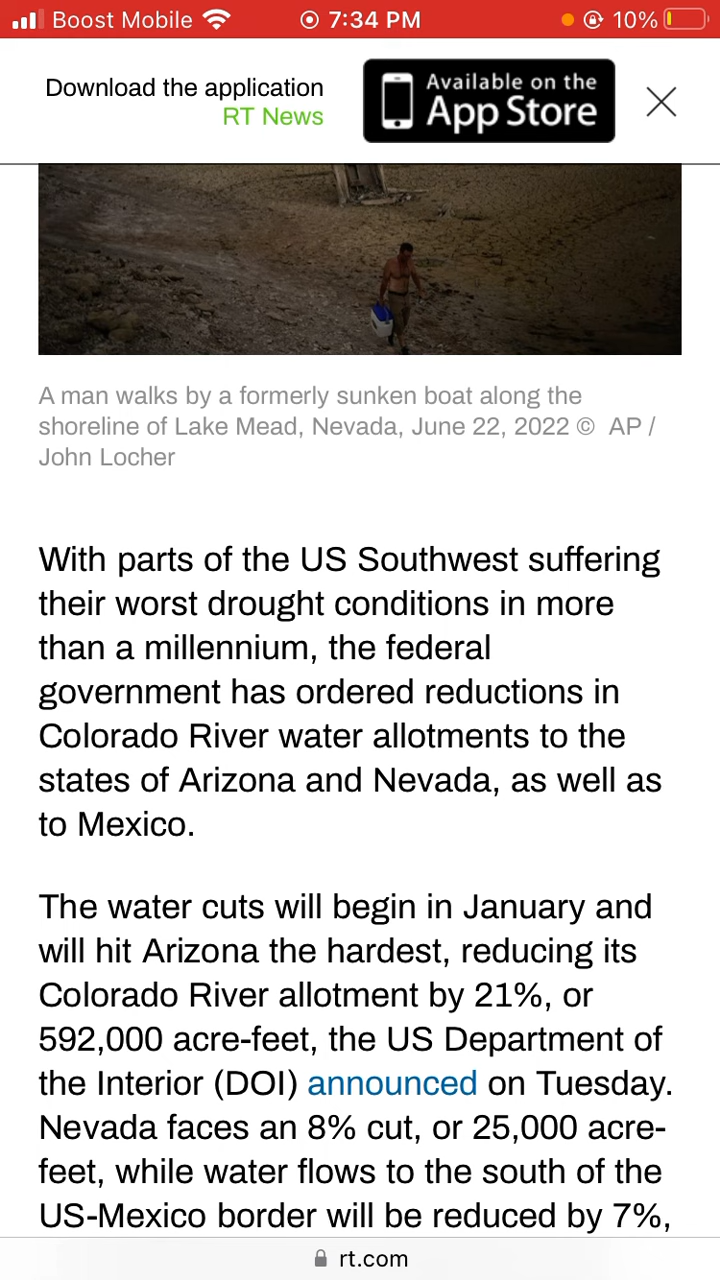 Boost Mobile 7:34 PM 10%
Download the application
RT News
Available on the
App Store
A man walks by a formerly sunken boat along the
shoreline of Lake Mead, Nevada, June 22, 2022 © AP /
John Locher
With parts of the US Southwest suffering
their worst drought conditions in more
than a millennium, the federal
government has ordered reductions in
Colorado River water allotments to the
states of Arizona and Nevada, as well as
to Mexico.
The water cuts will begin in January and
will hit Arizona the hardest, reducing its
Colorado River allotment by 21%, or
592,000 acre-feet, the US Department of
the Interior (DOI) announced on Tuesday.
Nevada faces an 8% cut, or 25,000 acre-
feet, while water flows to the south of the
US-Mexico border will be reduced by 7%,
rt.com